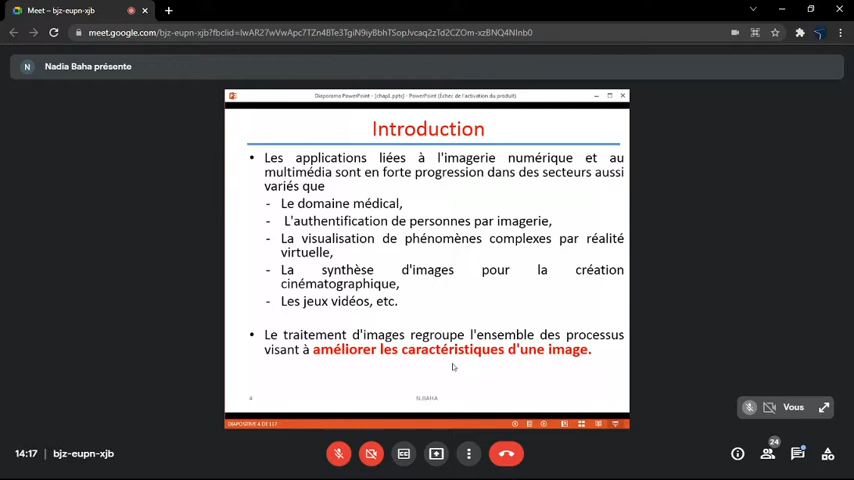 Meet – bjz-eupn-xjb
meet.google.com/bjz-eupn-xjb?fbclid=IwAR27wVwApc7TZn4BTe3TgiN9iyBbhTSopJvcaq2zTd2CZOm-xzBNQ4NInb0
N Nadia Baha présente
Diaporama PowerPoint - [chap1.pptx] - PowerPoint (Échec de l'activation du produit)
Introduction
• Les applications liées à l'imagerie numérique et au
multimédia sont en forte progression dans des secteurs aussi
variés que
- Le domaine médical,
- L'authentification de personnes par imagerie,
- La visualisation de phénomènes complexes par réalité
virtuelle,
- La synthèse d'images pour la création
cinématographique,
- Les jeux vidéos, etc.
• Le traitement d'images regroupe l'ensemble des processus
visant à améliorer les caractéristiques d'une image.
4 N.BAHA
DIAPOSITIVE 4 DE 117
Vous
14:17 bjz-eupn-xjb
24